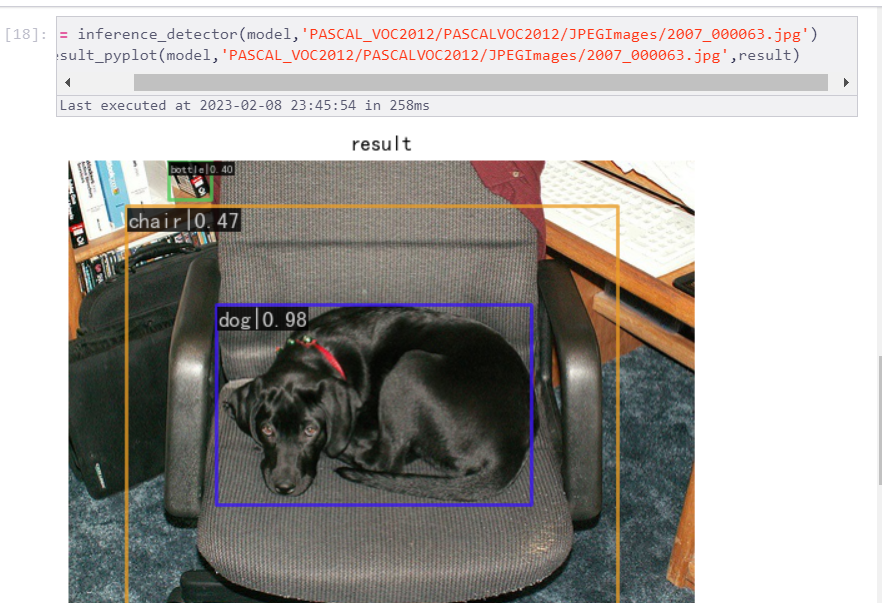 [18]: = inference_detector(model,'PASCAL_VOC2012/PASCALVOC2012/JPEGImages/2007_000063.jpg')
esult_pyplot(model,'PASCAL_VOC2012/PASCALVOC2012/JPEGImages/2007_000063.jpg',result)
Last executed at 2023-02-08 23:45:54 in 258ms
result
bottle|0.40
chair|0.47
dog|0.98